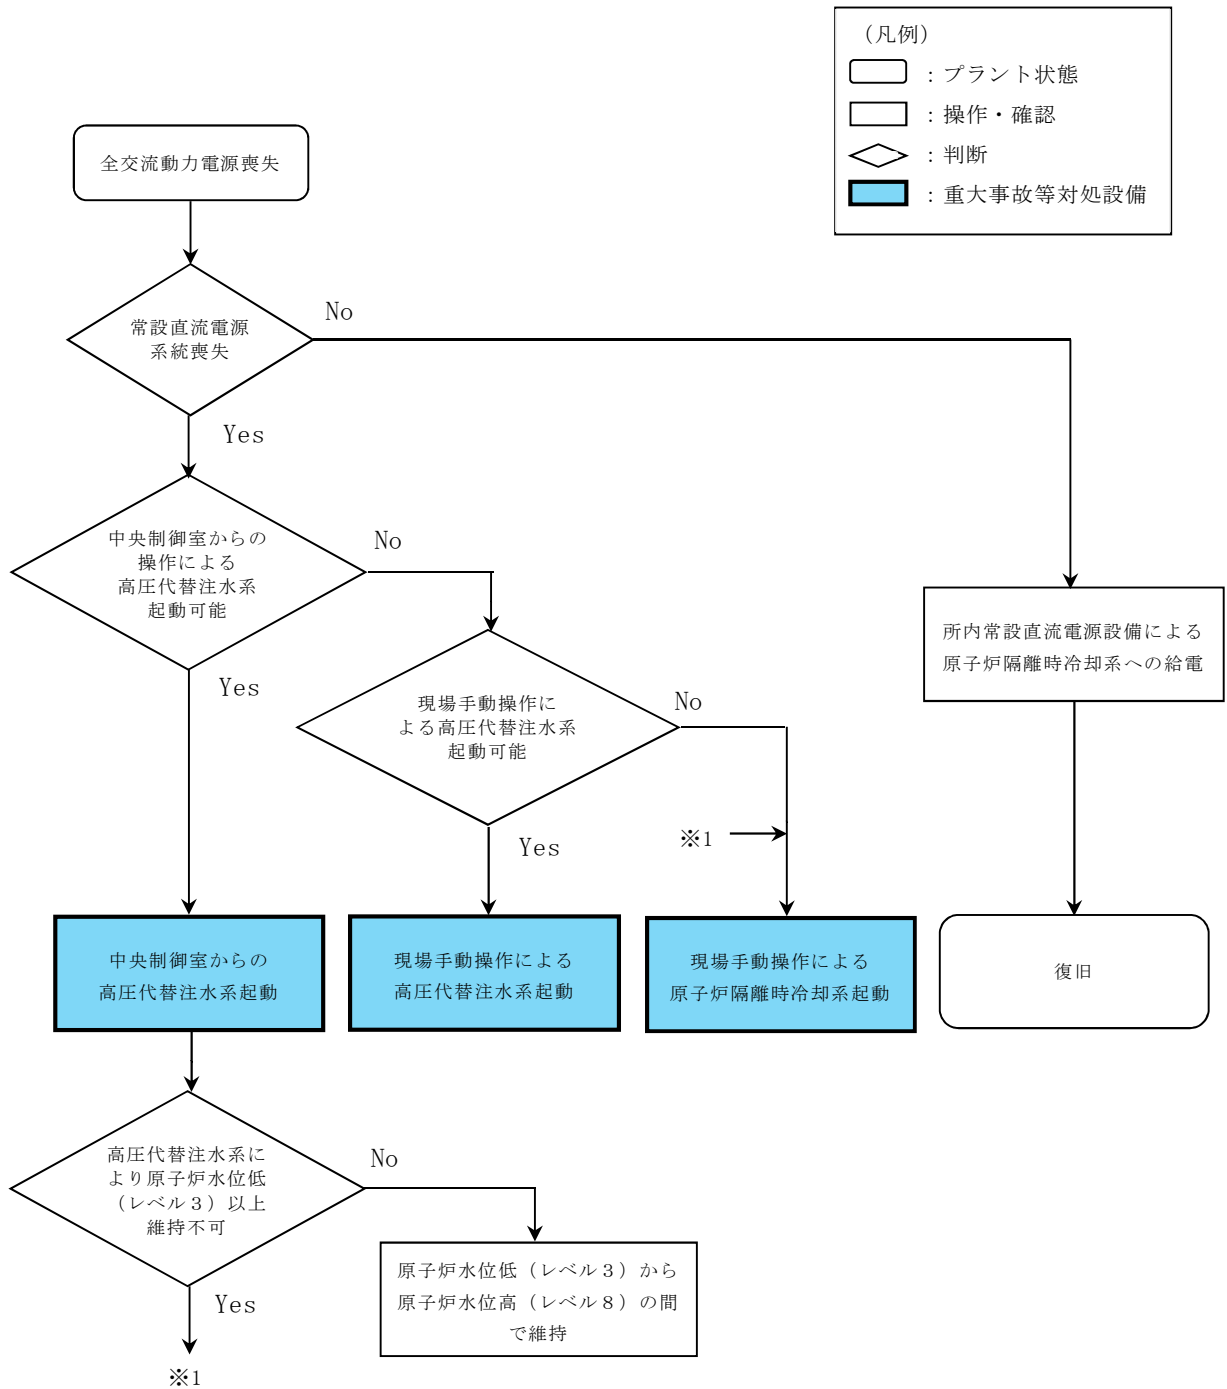 （凡例）
：プラント状態
：操作・確認
：判断
：重大事故等対処設備
全交流動力電源喪失
常設直流電源
系統喪失
No
Yes
中央制御室からの
操作による
高圧代替注水系
起動可能
No
Yes
現場手動操作に
よる高圧代替注水系
起動可能
No
Yes
※1
所内常設直流電源設備による
原子炉隔離時冷却系への給電
中央制御室からの
高圧代替注水系起動
現場手動操作による
高圧代替注水系起動
現場手動操作による
原子炉隔離時冷却系起動
復旧
高圧代替注水系に
より原子炉水位低
（レベル３）以上
維持不可
No
Yes
原子炉水位低（レベル３）から
原子炉水位高（レベル８）の間
で維持
※1